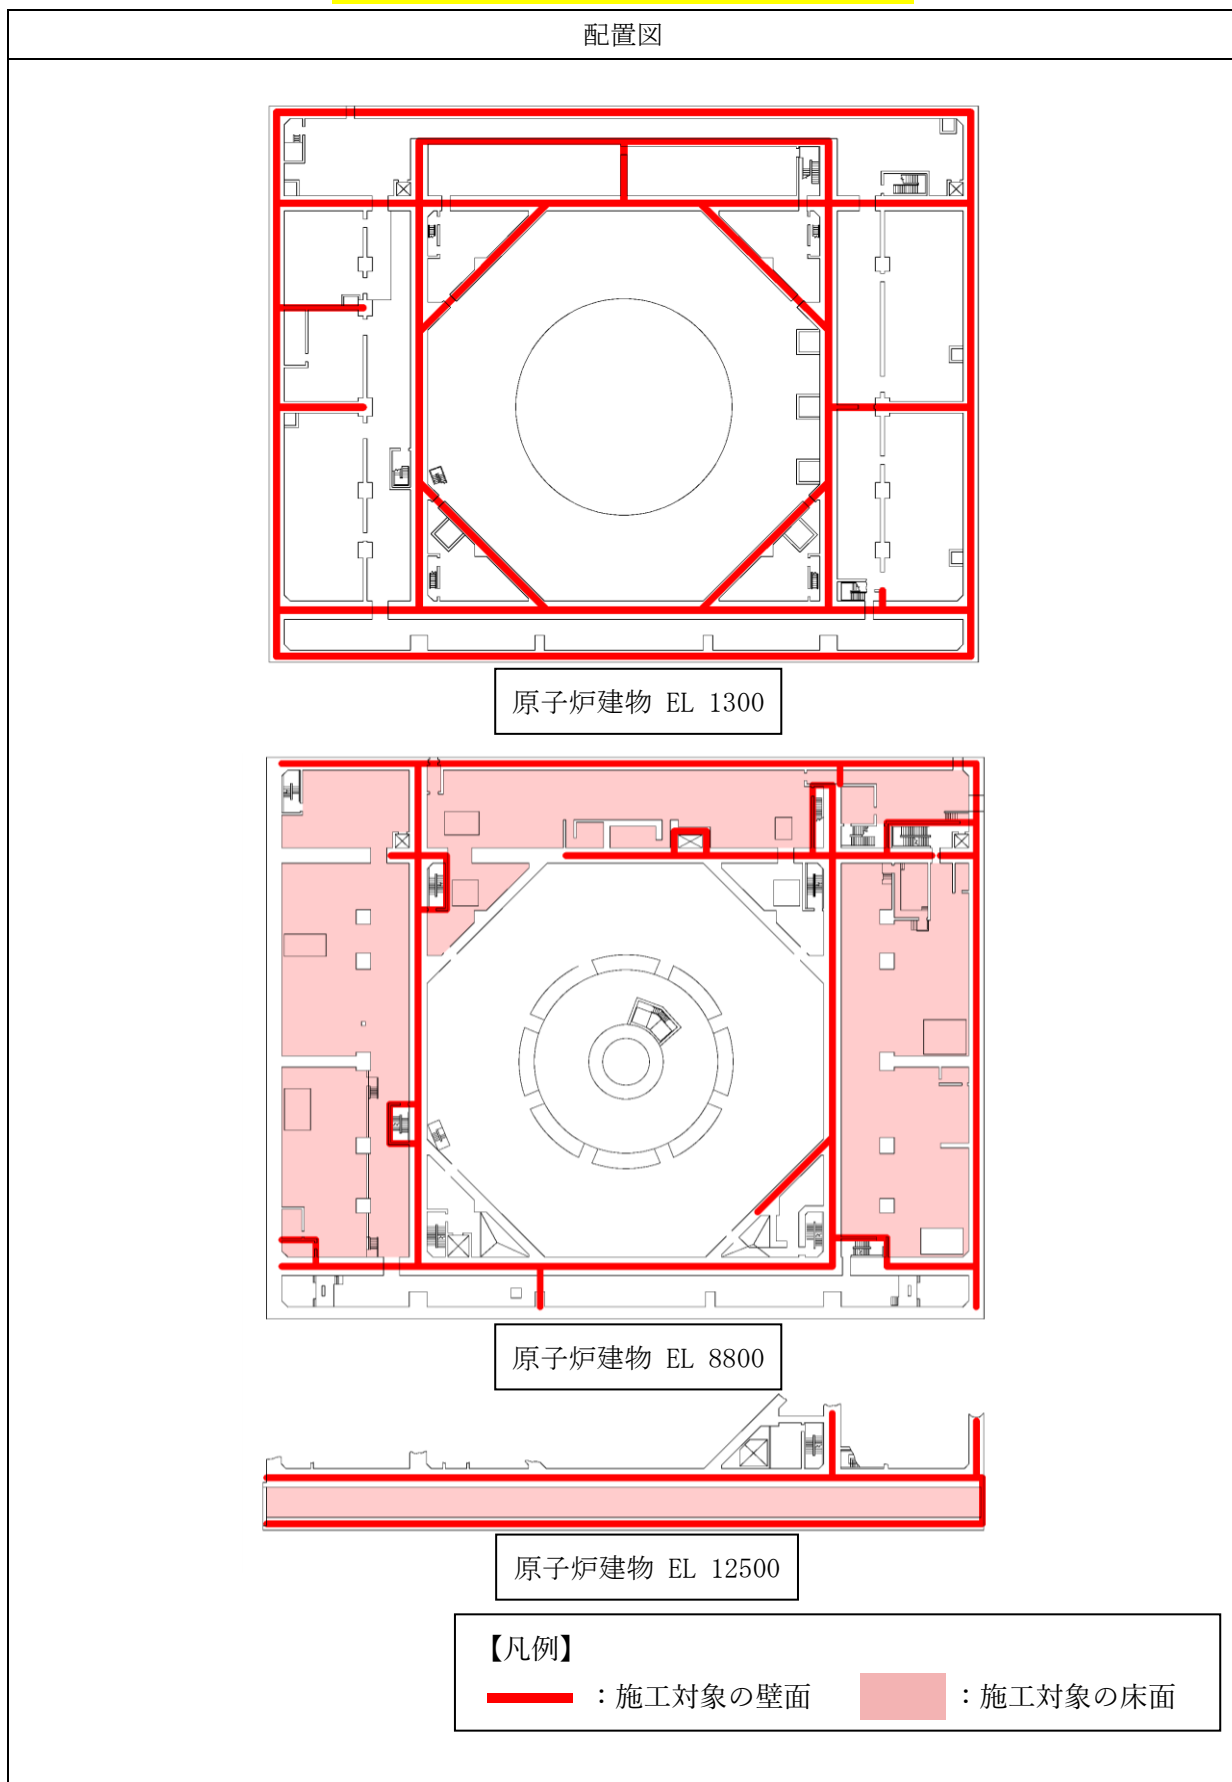 配置図
原子炉建物 EL 1300
原子炉建物 EL 8800
原子炉建物 EL 12500
【凡例】
：施工対象の壁面 ：施工対象の床面